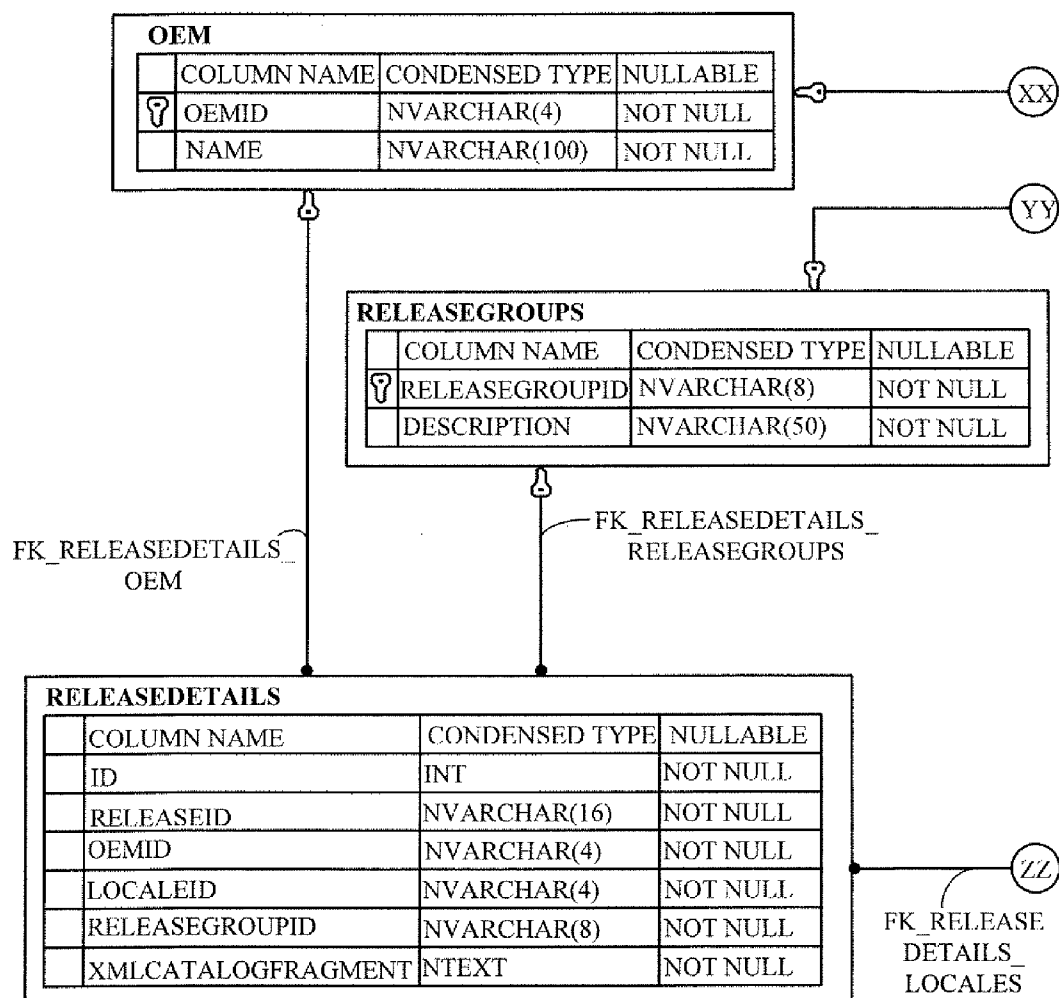 OEM
COLUMN NAME CONDENSED TYPE NULLABLE
OEMID NVARCHAR(4) NOT NULL
NAME NVARCHAR(100) NOT NULL
XX
YY
RELEASEGROUPS
COLUMN NAME CONDENSED TYPE NULLABLE
RELEASEGROUPID NVARCHAR(8) NOT NULL
DESCRIPTION NVARCHAR(50) NOT NULL
FK_RELEASEDETAILS_
OEM
FK_RELEASEDETAILS_
RELEASEGROUPS
RELEASEDETAILS
COLUMN NAME CONDENSED TYPE NULLABLE
ID INT NOT NULL
RELEASEID NVARCHAR(16) NOT NULL
OEMID NVARCHAR(4) NOT NULL
LOCALEID NVARCHAR(4) NOT NULL
RELEASEGROUPID NVARCHAR(8) NOT NULL
XMLCATALOGFRAGMENT NTEXT NOT NULL
ZZ
FK_RELEASE
DETAILS_
LOCALES